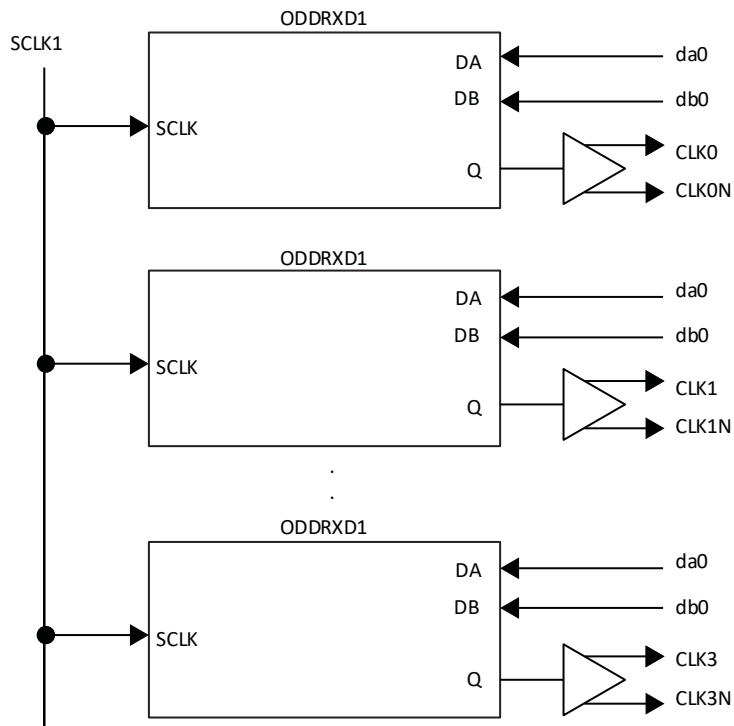 ODDRXD1
SCLK1
DA
da0
DB
db0
SCLK
CLK0
Q
CLK0N
ODDRXD1
DA
da0
DB
db0
SCLK
CLK1
Q
CLK1N
.
.
ODDRXD1
DA
da0
DB
db0
SCLK
CLK3
Q
CLK3N